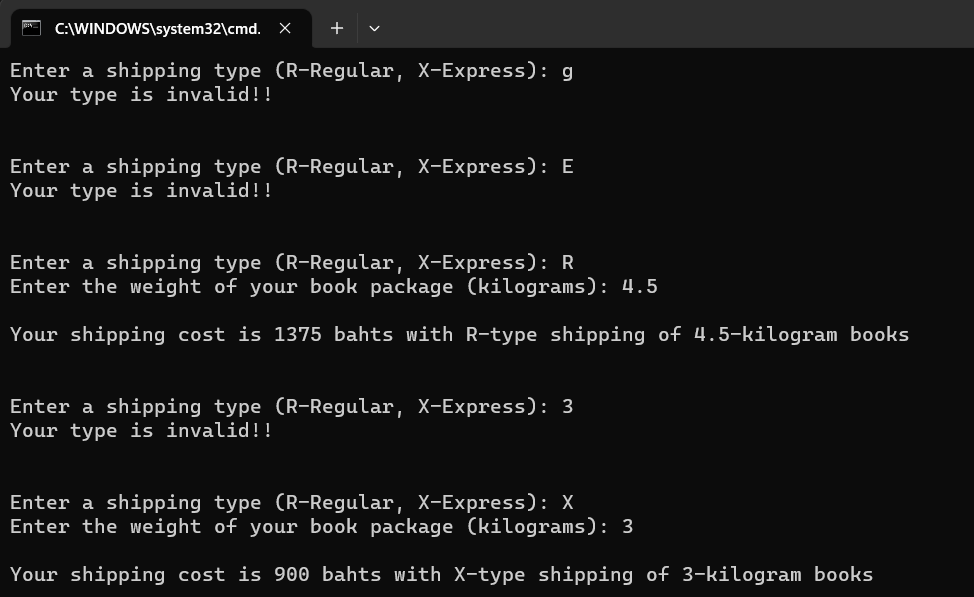 C:\WINDOWS\system32\cmd.
Enter a shipping type (R-Regular, X-Express): g
Your type is invalid!!
Enter a shipping type (R-Regular, X-Express): E
Your type is invalid!!
Enter a shipping type (R-Regular, X-Express): R
Enter the weight of your book package (kilograms): 4.5
Your shipping cost is 1375 bahts with R-type shipping of 4.5-kilogram books
Enter a shipping type (R-Regular, X-Express): 3
Your type is invalid!!
Enter a shipping type (R-Regular, X-Express): X
Enter the weight of your book package (kilograms): 3
Your shipping cost is 900 bahts with X-type shipping of 3-kilogram books